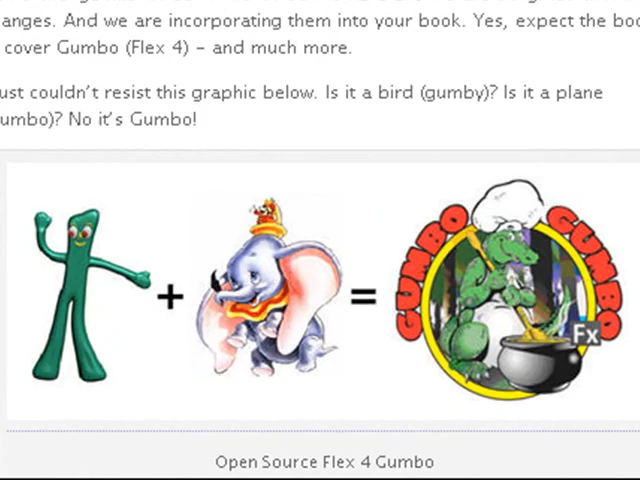 anges. And we are incorporating them into your book. Yes, expect the boo
cover Gumbo (Flex 4) – and much more.
ust couldn't resist this graphic below. Is it a bird (gumby)? Is it a plane
umbo)? No it's Gumbo!
+
=
GUMBO GUMBO
Fx
Open Source Flex 4 Gumbo